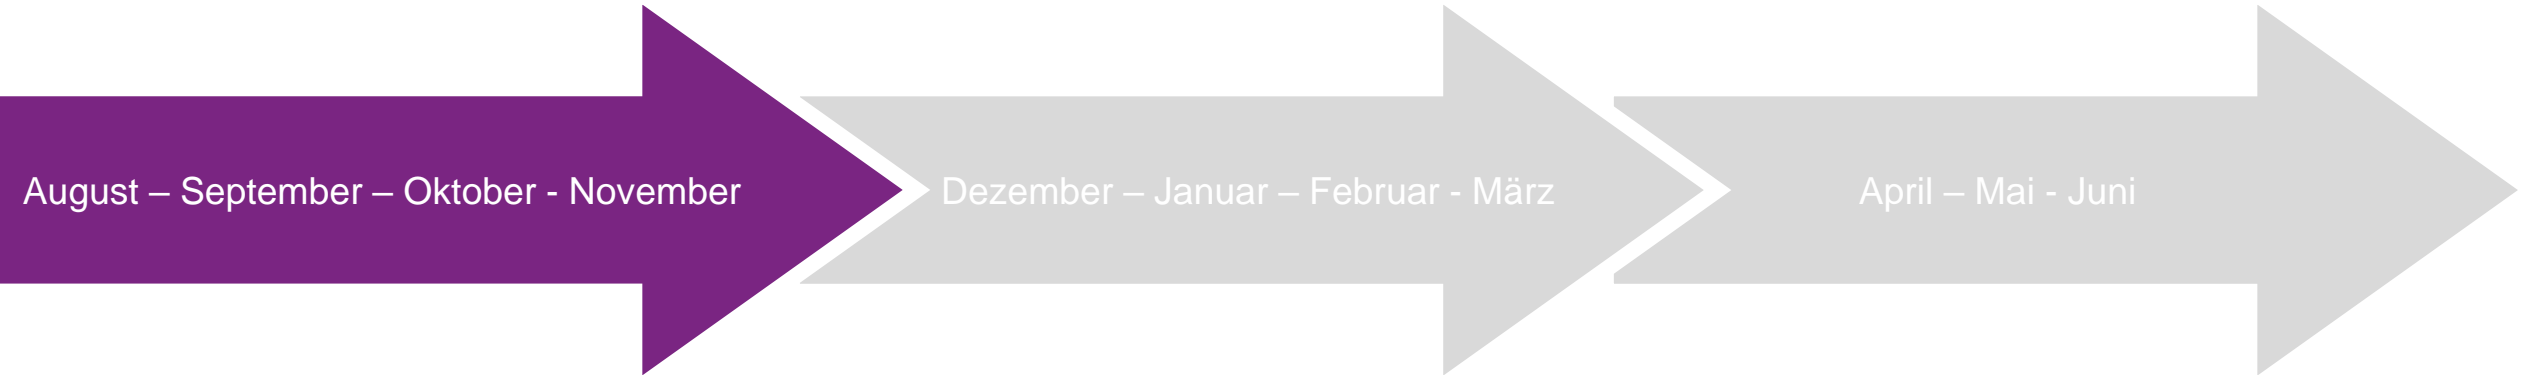 August – September – Oktober - November
Dezember – Januar – Februar - März
April – Mai - Juni